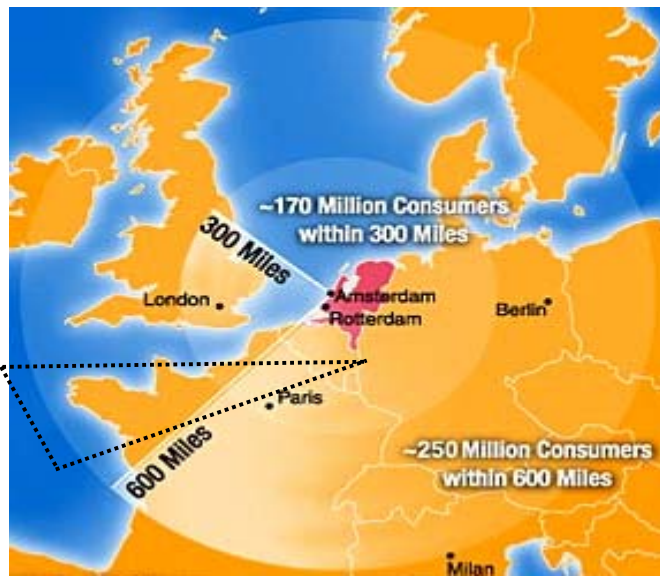 ~170 Million Consumers
within 300 Miles
300 Miles
Amsterdam
London
Berlin
Rotterdam
Paris
600 Miles
~250 Million Consumers
within 600 Miles
Milan